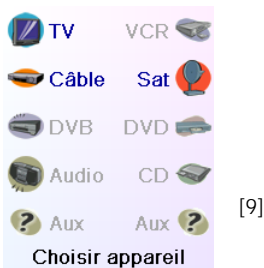 TV VCR
Câble Sat
DVB DVD
Audio CD
[9]
Aux Aux
Choisir appareil